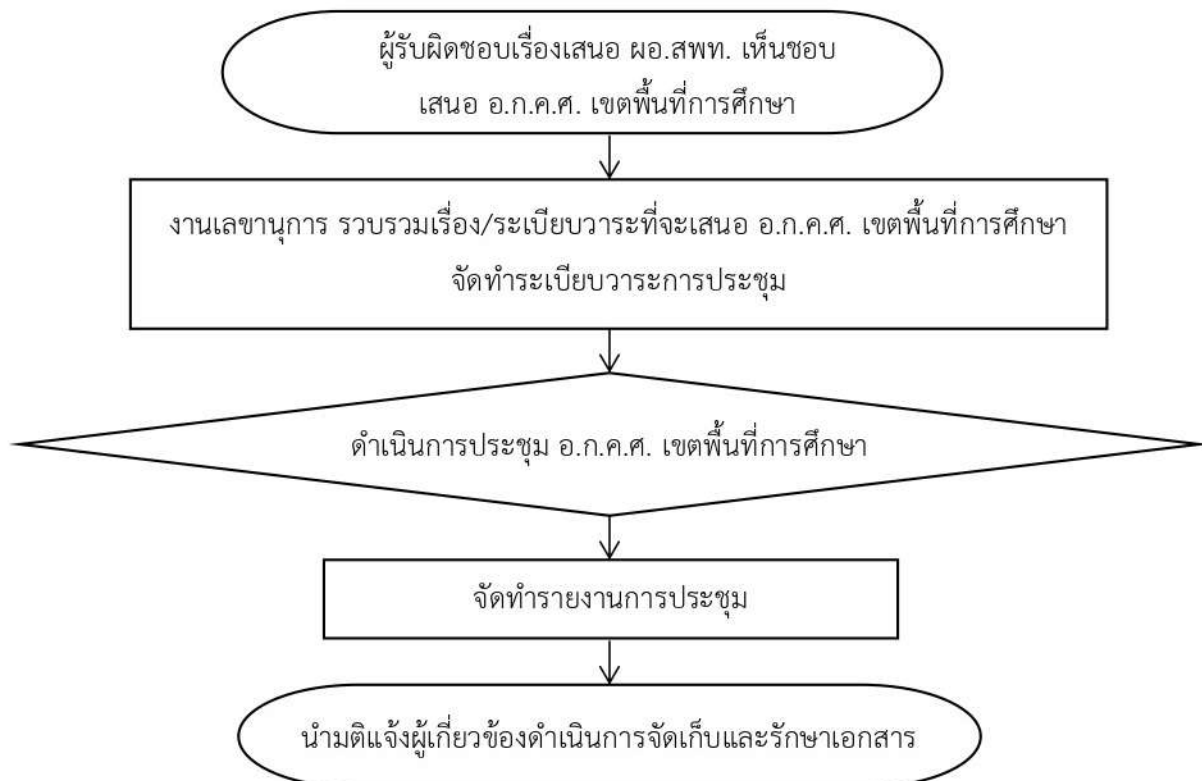 ผู้รับผิดชอบเรื่องเสนอ ผอ.สพท. เห็นชอบ
เสนอ อ.ก.ค.ศ. เขตพื้นที่การศึกษา
งานเลขานุการ รวบรวมเรื่อง/ระเบียบวาระที่จะเสนอ อ.ก.ค.ศ. เขตพื้นที่การศึกษา
จัดทำระเบียบวาระการประชุม
ดำเนินการประชุม อ.ก.ค.ศ. เขตพื้นที่การศึกษา
จัดทำรายงานการประชุม
นำมติแจ้งผู้เกี่ยวข้องดำเนินการจัดเก็บและรักษาเอกสาร